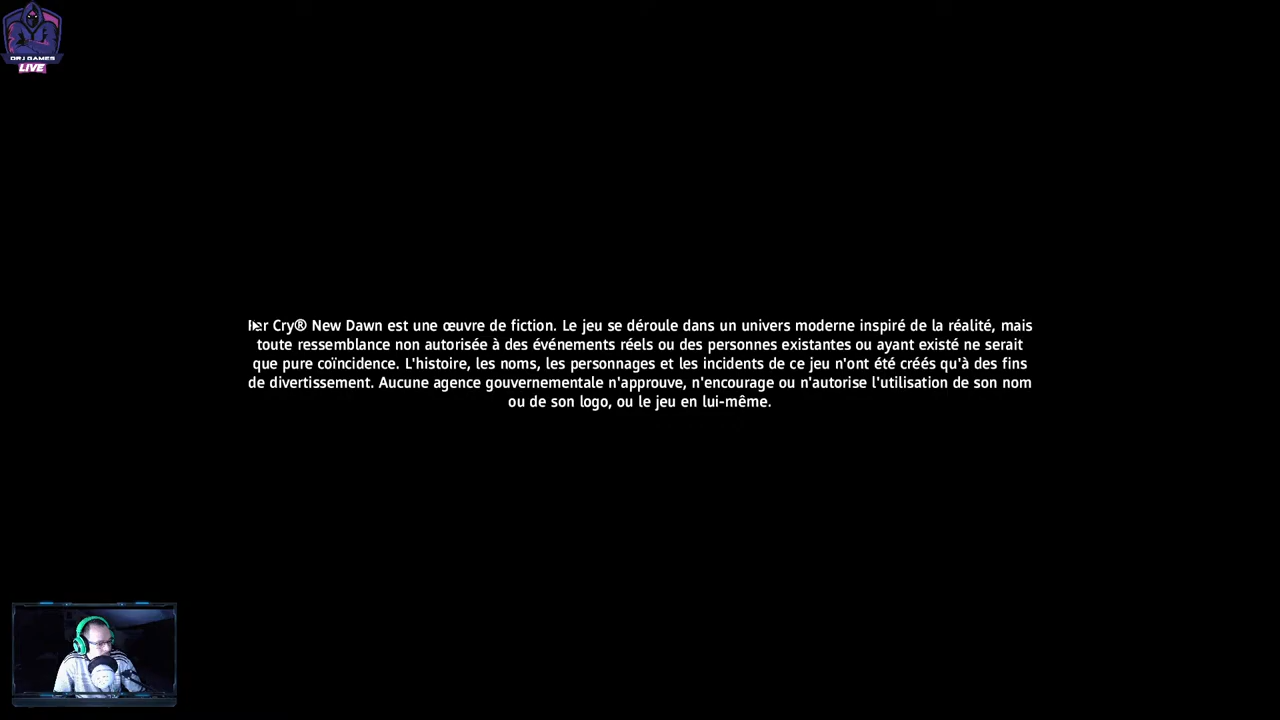 DRJ GAMES
LIVE
Far Cry® New Dawn est une œuvre de fiction. Le jeu se déroule dans un univers moderne inspiré de la réalité, mais
toute ressemblance non autorisée à des événements réels ou des personnes existantes ou ayant existé ne serait
que pure coïncidence. L'histoire, les noms, les personnages et les incidents de ce jeu n'ont été créés qu'à des fins
de divertissement. Aucune agence gouvernementale n'approuve, n'encourage ou n'autorise l'utilisation de son nom
ou de son logo, ou le jeu en lui-même.